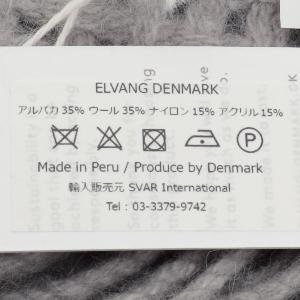 ELVANG DENMARK
アルパカ 35% ウール 35% ナイロン 15% アクリル 15%
Made in Peru / Produce by Denmark
輸入販売元 SVAR International
Tel : 03-3379-9742